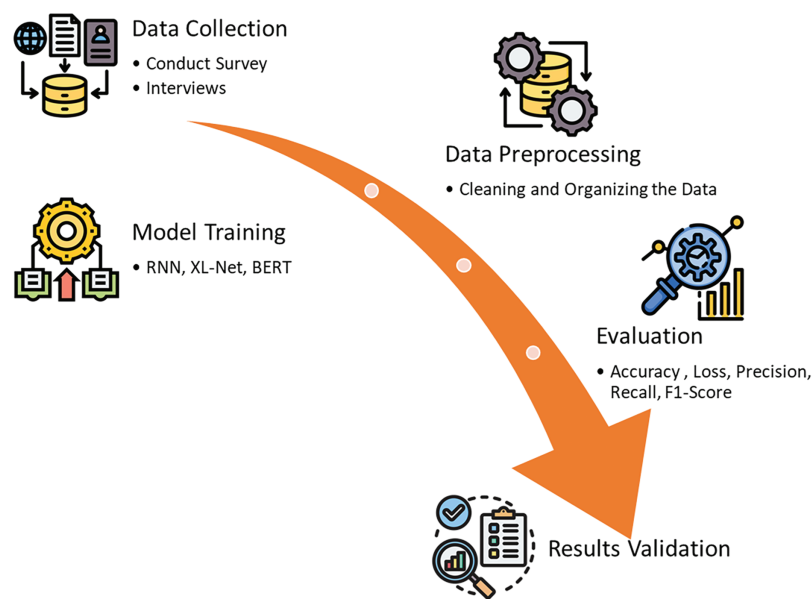 Data Collection
• Conduct Survey
• Interviews
Data Preprocessing
• Cleaning and Organizing the Data
Model Training
• RNN, XL-Net, BERT
Evaluation
• Accuracy , Loss, Precision,
Recall, F1-Score
Results Validation